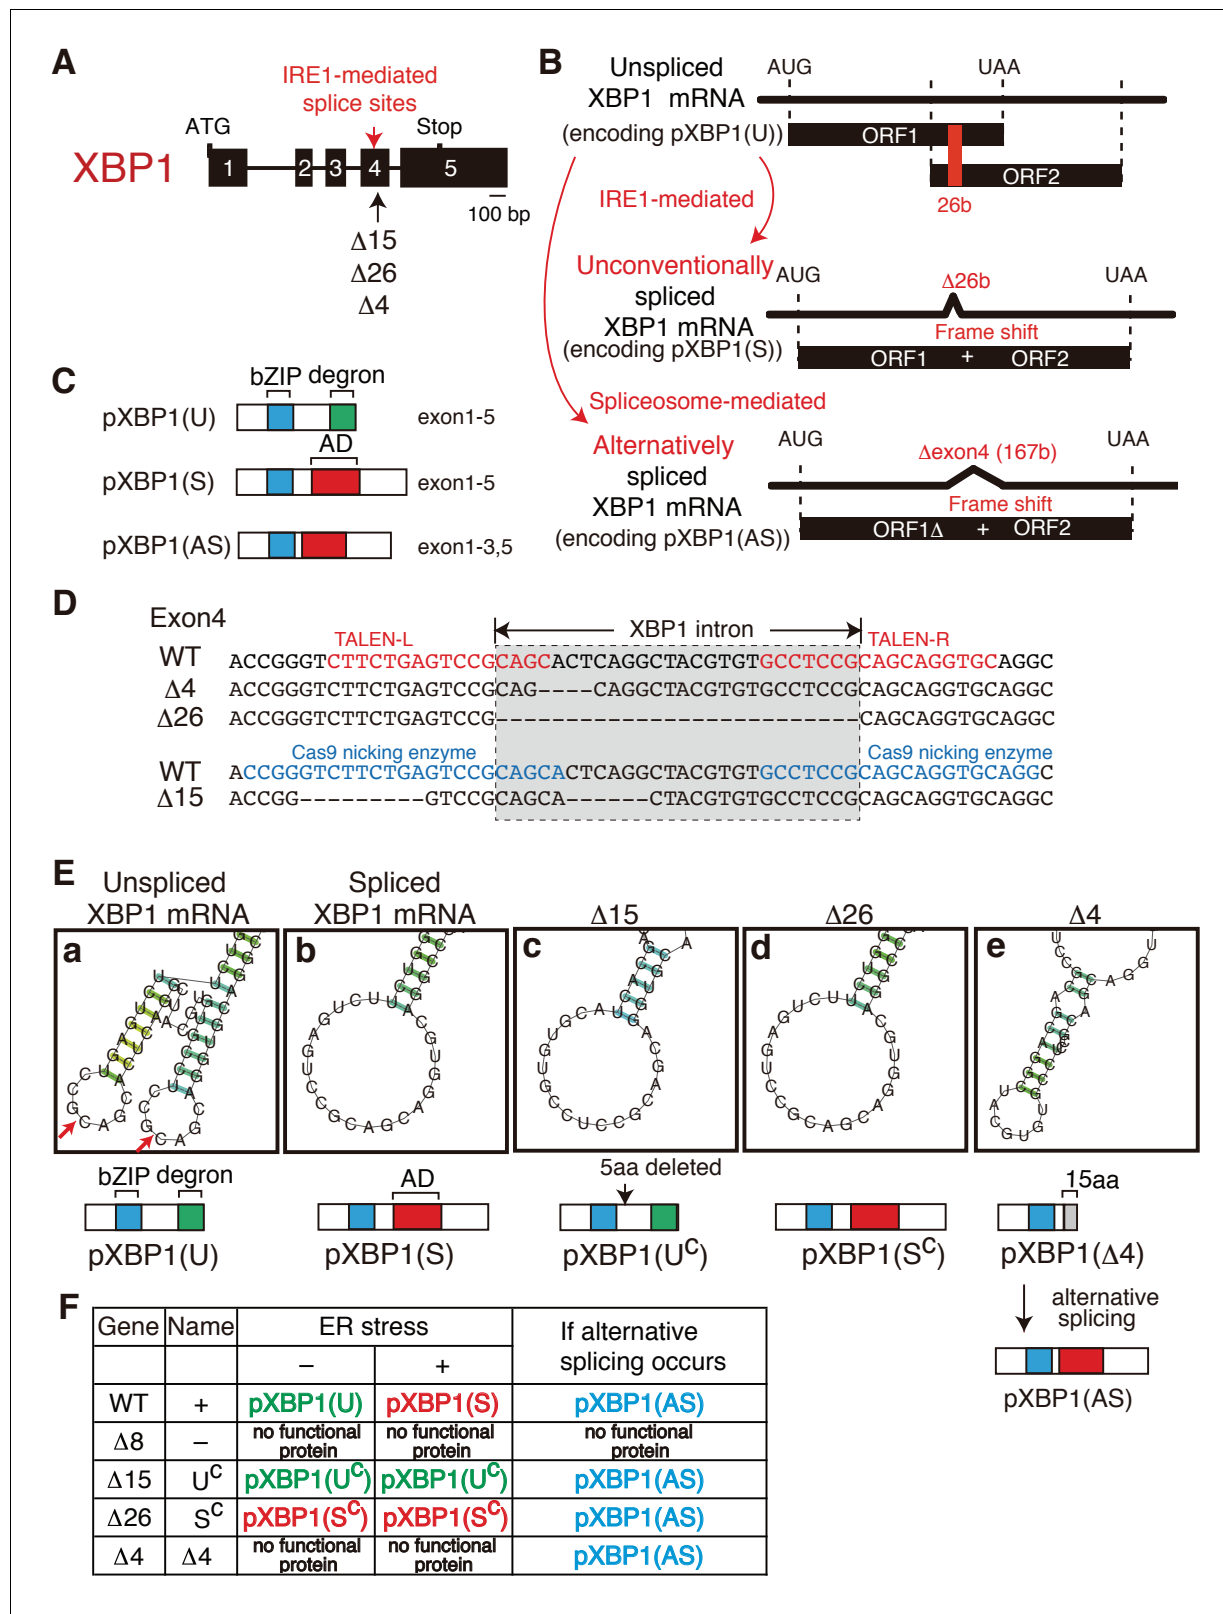 A
IRE1-mediated
splice sites
ATG
Stop
XBP1
1
2
3
4
5
100 bp
Δ15
Δ26
Δ4
B
Unspliced
XBP1 mRNA
(encoding pXBP1(U))
AUG
UAA
ORF1
ORF2
26b
IRE1-mediated
Unconventionally
spliced
XBP1 mRNA
(encoding pXBP1(S))
AUG
Δ26b
UAA
Frame shift
ORF1 + ORF2
Spliceosome-mediated
Alternatively
spliced
XBP1 mRNA
(encoding pXBP1(AS))
AUG
Δexon4 (167b)
UAA
Frame shift
ORF1Δ + ORF2
C
bZIP degron
pXBP1(U)
exon1-5
AD
pXBP1(S)
exon1-5
pXBP1(AS)
exon1-3,5
D
Exon4
XBP1 intron
TALEN-L
TALEN-R
WT ACCGGGTCTTCTGAGTCCGCAGCACTCAGGCTACGTGTGCCTCCGCAGCAGGTGCAGGC
Δ4 ACCGGGTCTTCTGAGTCCGCAG----CAGGCTACGTGTGCCTCCGCAGCAGGTGCAGGC
Δ26 ACCGGGTCTTCTGAGTCCG--------------------------CAGCAGGTGCAGGC
Cas9 nicking enzyme
Cas9 nicking enzyme
WT ACCGGGTCTTCTGAGTCCGCAGCACTCAGGCTACGTGTGCCTCCGCAGCAGGTGCAGGC
Δ15 ACCGG---------GTCCGCAGCA------CTACGTGTGCCTCCGCAGCAGGTGCAGGC
E
Unspliced
XBP1 mRNA
Spliced
XBP1 mRNA
Δ15
Δ26
Δ4
a
b
c
d
e
bZIP degron
pXBP1(U)
AD
pXBP1(S)
5aa deleted
pXBP1(U^C)
pXBP1(S^C)
15aa
pXBP1(Δ4)
alternative
splicing
pXBP1(AS)
F
Gene Name ER stress If alternative
splicing occurs
– +
WT + pXBP1(U) pXBP1(S) pXBP1(AS)
Δ8 – no functional protein no functional protein no functional protein
Δ15 U^C pXBP1(U^C) pXBP1(U^C) pXBP1(AS)
Δ26 S^C pXBP1(S^C) pXBP1(S^C) pXBP1(AS)
Δ4 Δ4 no functional protein no functional protein pXBP1(AS)